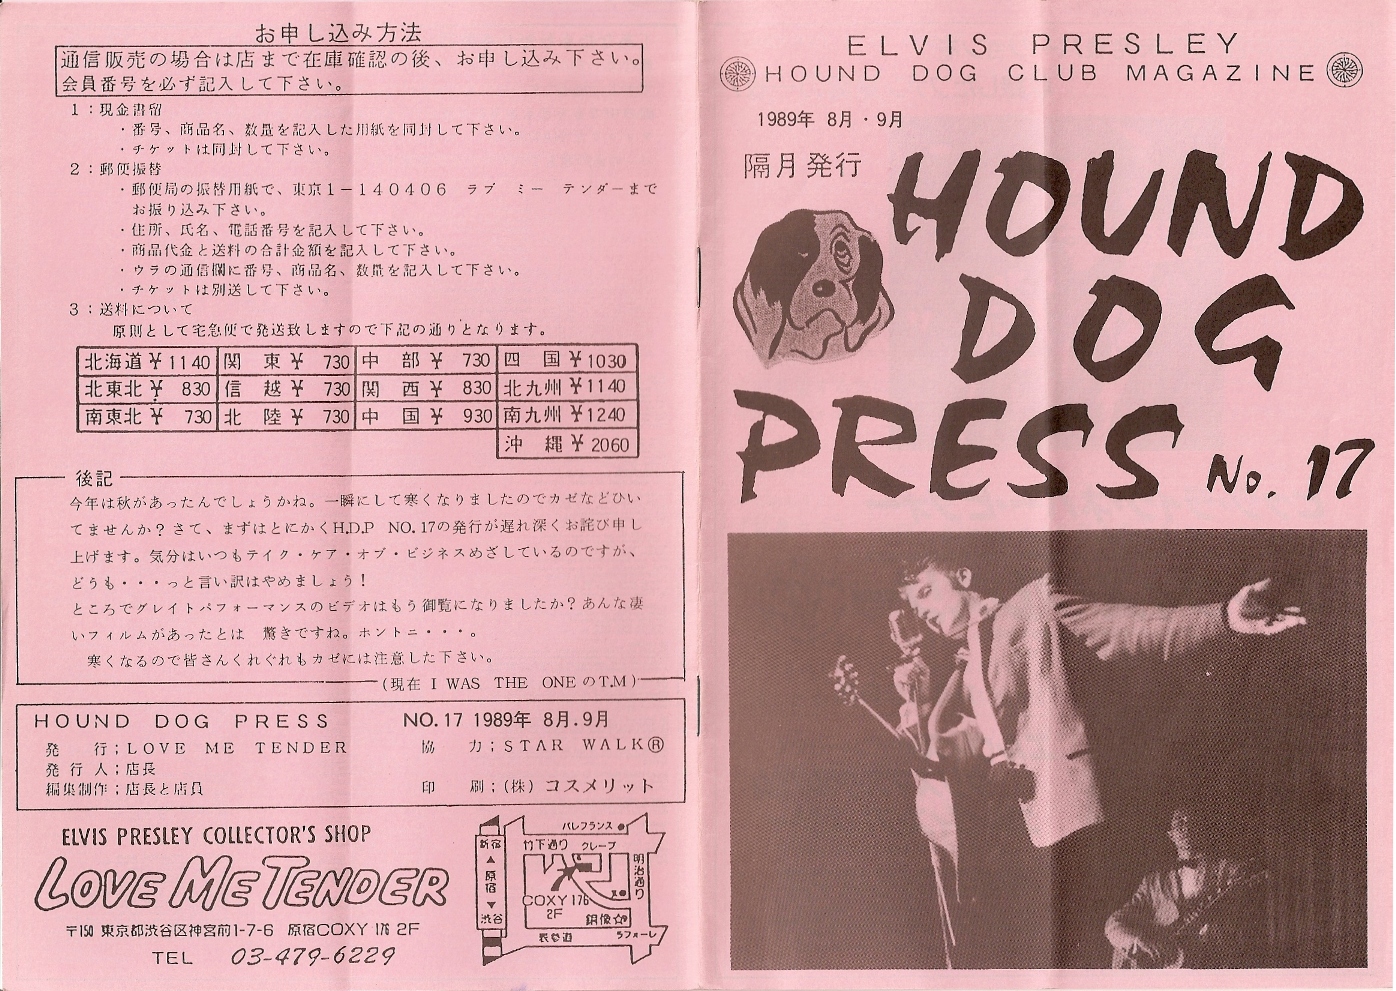 お申し込み方法
通信販売の場合は店まで在庫確認の後、お申し込み下さい。
会員番号を必ず記入して下さい。
1：現金書留
・番号、商品名、数量を記入した用紙を同封して下さい。
・チケットは同封して下さい。
2：郵便振替
・郵便局の振替用紙で、東京1－140406　ラブ　ミー　テンダーまで
お振り込み下さい。
・住所、氏名、電話番号を記入して下さい。
・商品代金と送料の合計金額を記入して下さい。
・ウラの通信欄に番号、商品名、数量を記入して下さい。
・チケットは別送して下さい。
3：送料について
原則として宅急便で発送致しますので下記の通りとなります。
北海道￥1140 関東￥730 中部￥730 四国￥1030
北東北￥830 信越￥730 関西￥830 北九州￥1140
南東北￥730 北陸￥730 中国￥930 南九州￥1240
沖縄￥2060
後記
今年は秋があったんでしょうかね。一瞬にして寒くなりましたのでカゼなどひい
てませんか？さて、まずはとにかくH.D.P　NO.17の発行が遅れ深くお詫び申し
上げます。気分はいつもテイク・ケア・オブ・ビジネスめざしているのですが、
どうも・・・っと言い訳はやめましょう！
ところでグレイトパフォーマンスのビデオはもう御覧になりましたか？あんな凄
いフィルムがあったとは　驚きですね。ホントニ・・・。
寒くなるので皆さんくれぐれもカゼには注意した下さい。
(現在 I WAS THE ONEのT.M)
HOUND DOG PRESS　NO.17 1989年 8月.9月
発　行；LOVE ME TENDER　協　力；STAR WALK®
発行人；店長
編集制作；店長と店員　印　刷；(株)コスメリット
ELVIS PRESLEY COLLECTOR'S SHOP
LOVE ME TENDER
〒150 東京都渋谷区神宮前1-7-6　原宿COXY 176 2F
TEL　03-479-6229
パレフランス
新宿
竹下通り
クレープ
▲
原宿
▼
渋谷
明治通り
COXY 176
2F
銅像
表参道
ラフォーレ
ELVIS PRESLEY
HOUND DOG CLUB MAGAZINE
1989年 8月・9月
隔月発行
HOUND
DOG
PRESS No. 17